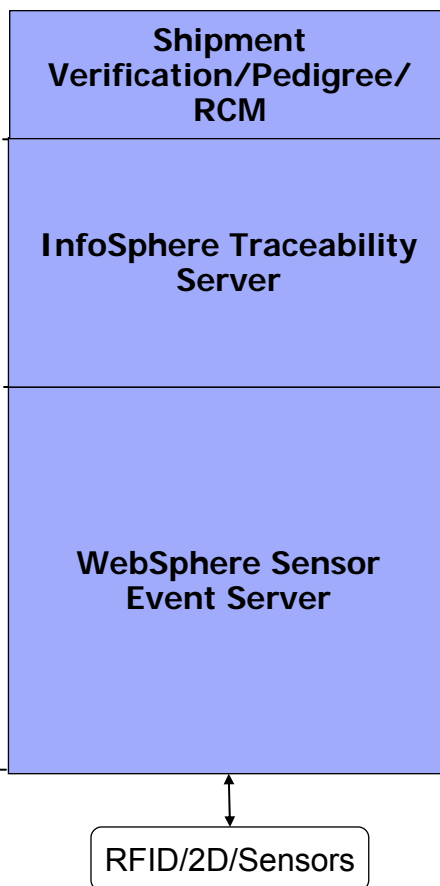 Shipment
Verification/Pedigree/
RCM
InfoSphere Traceability
Server
WebSphere Sensor
Event Server
RFID/2D/Sensors